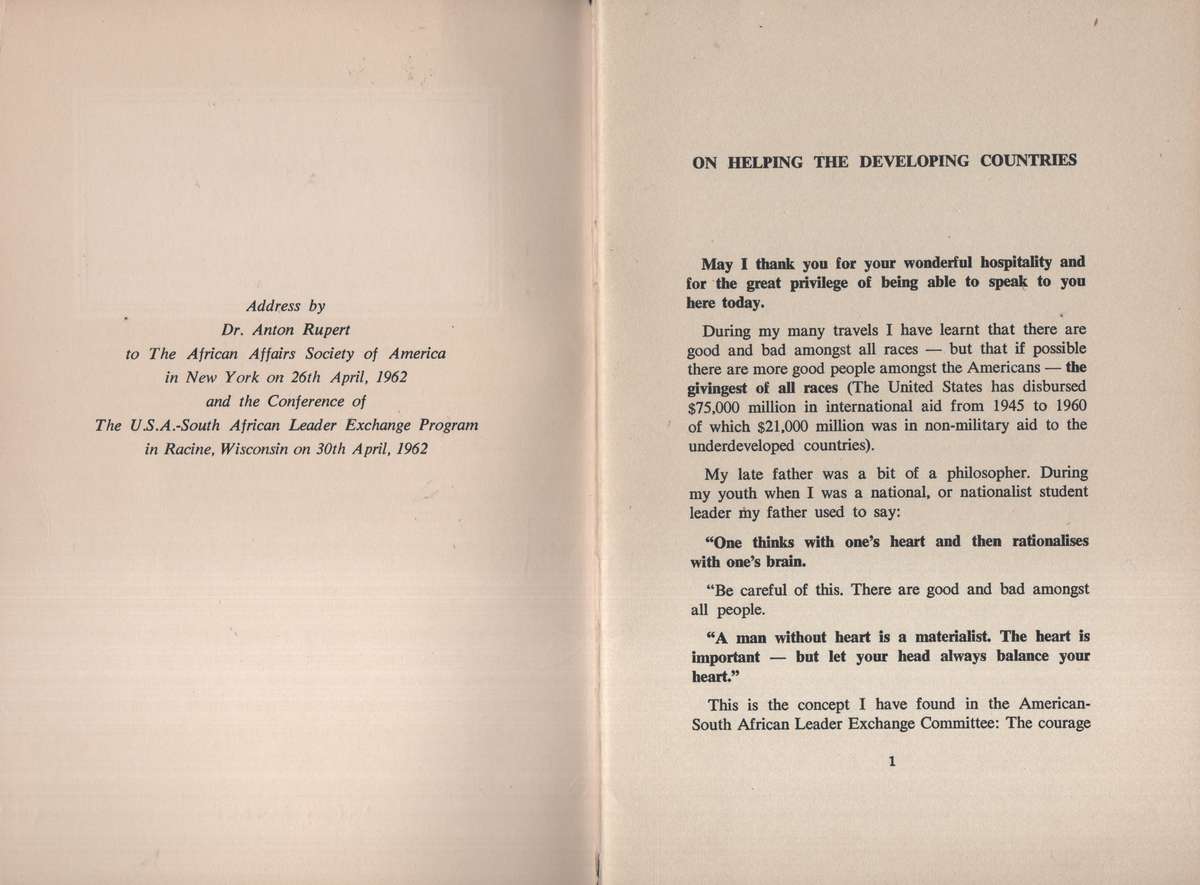 Address by
Dr. Anton Rupert
to The African Affairs Society of America
in New York on 26th April, 1962
and the Conference of
The U.S.A.-South African Leader Exchange Program
in Racine, Wisconsin on 30th April, 1962
ON HELPING THE DEVELOPING COUNTRIES
May I thank you for your wonderful hospitality and
for the great privilege of being able to speak to you
here today.
During my many travels I have learnt that there are
good and bad amongst all races — but that if possible
there are more good people amongst the Americans — the
givingest of all races (The United States has disbursed
$75,000 million in international aid from 1945 to 1960
of which $21,000 million was in non-military aid to the
underdeveloped countries).
My late father was a bit of a philosopher. During
my youth when I was a national, or nationalist student
leader my father used to say:
“One thinks with one’s heart and then rationalises
with one’s brain.
“Be careful of this. There are good and bad amongst
all people.
“A man without heart is a materialist. The heart is
important — but let your head always balance your
heart.”
This is the concept I have found in the American-
South African Leader Exchange Committee: The courage
1